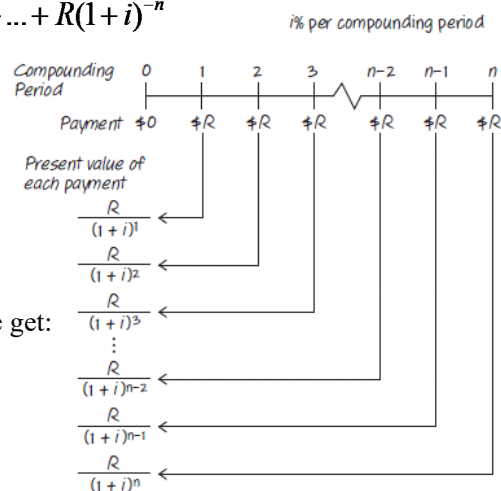 ...+ R(1+i)^{-n}
i% per compounding period
Compounding Period 0 1 2 3 n-2 n-1 n
Payment $0 $R $R $R $R $R $R
Present value of
each payment
R/(1 + i)^1
R/(1 + i)^2
e get: R/(1 + i)^3
⋮
R/(1 + i)^{n-2}
R/(1 + i)^{n-1}
R/(1 + i)^n